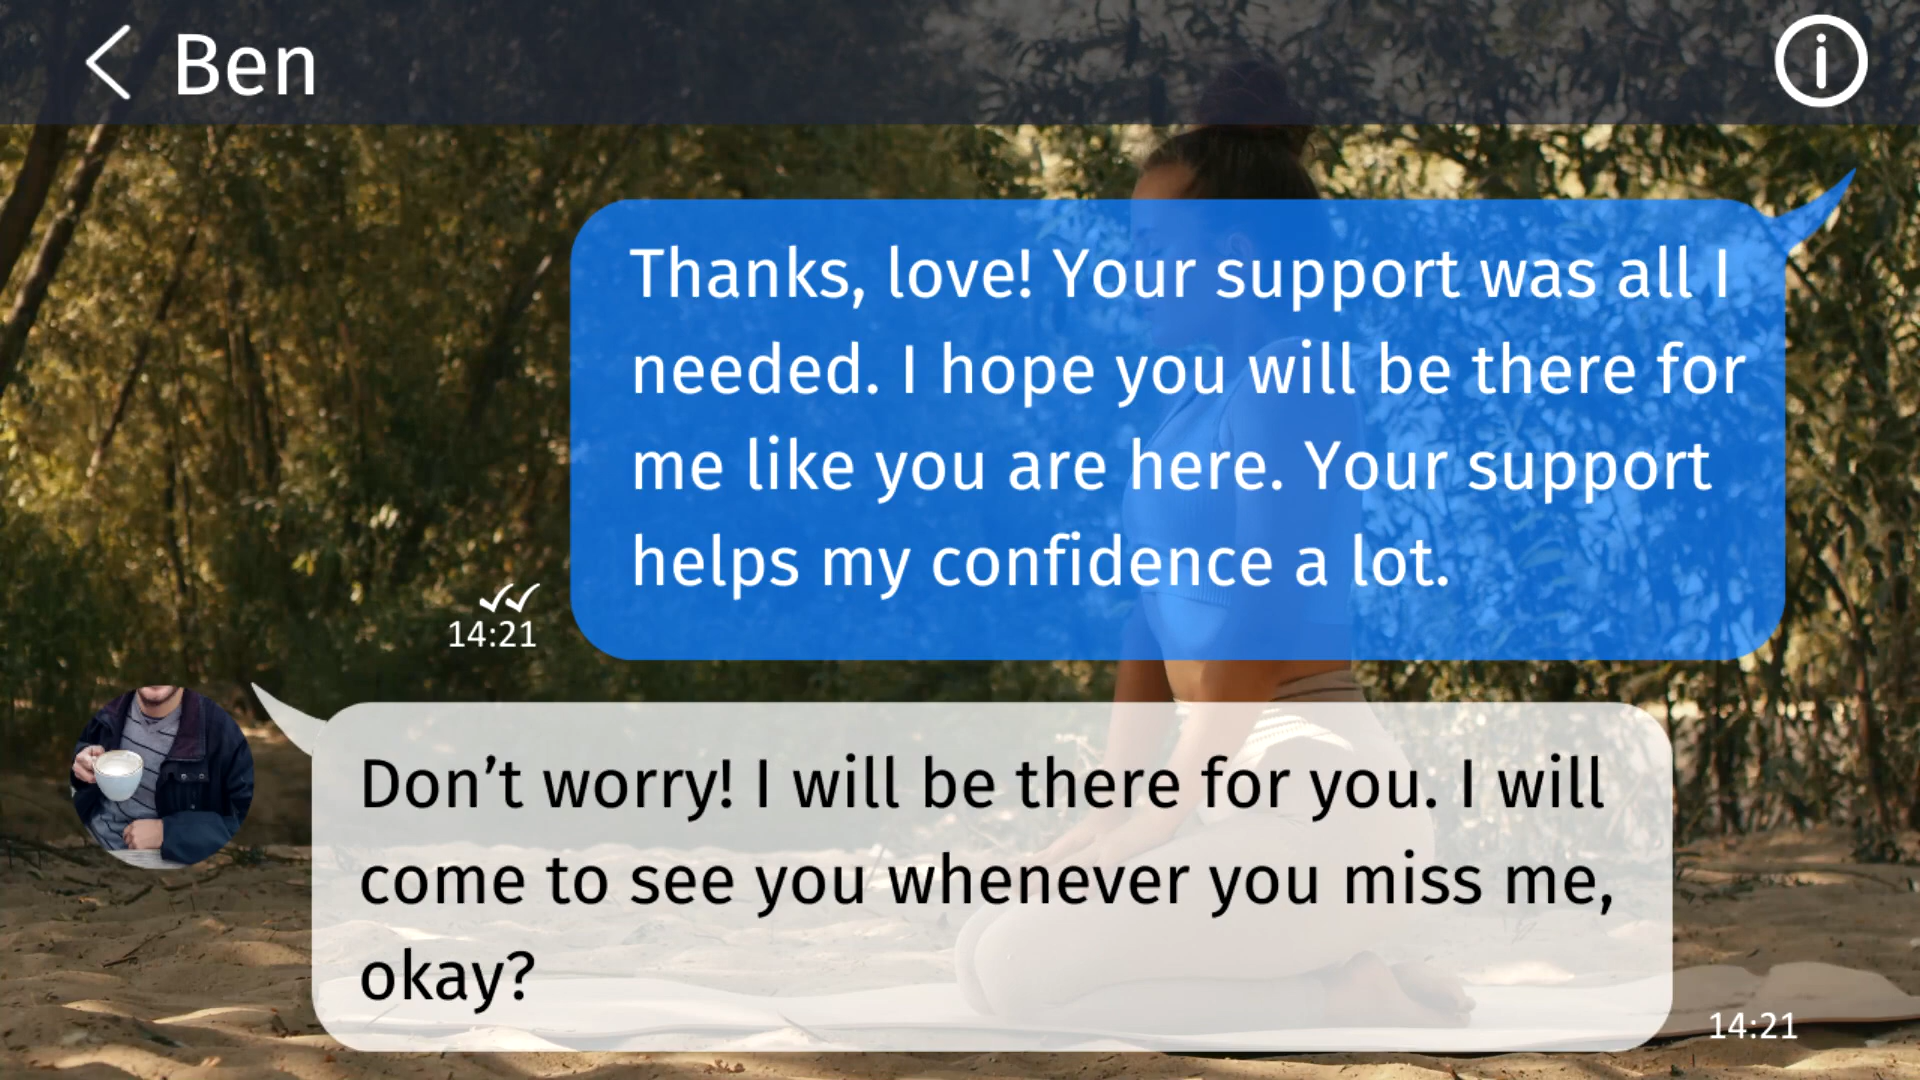 Ben
Thanks, love! Your support was all I
needed. I hope you will be there for
me like you are here. Your support
helps my confidence a lot.
14:21
Don’t worry! I will be there for you. I will
come to see you whenever you miss me,
okay?
14:21